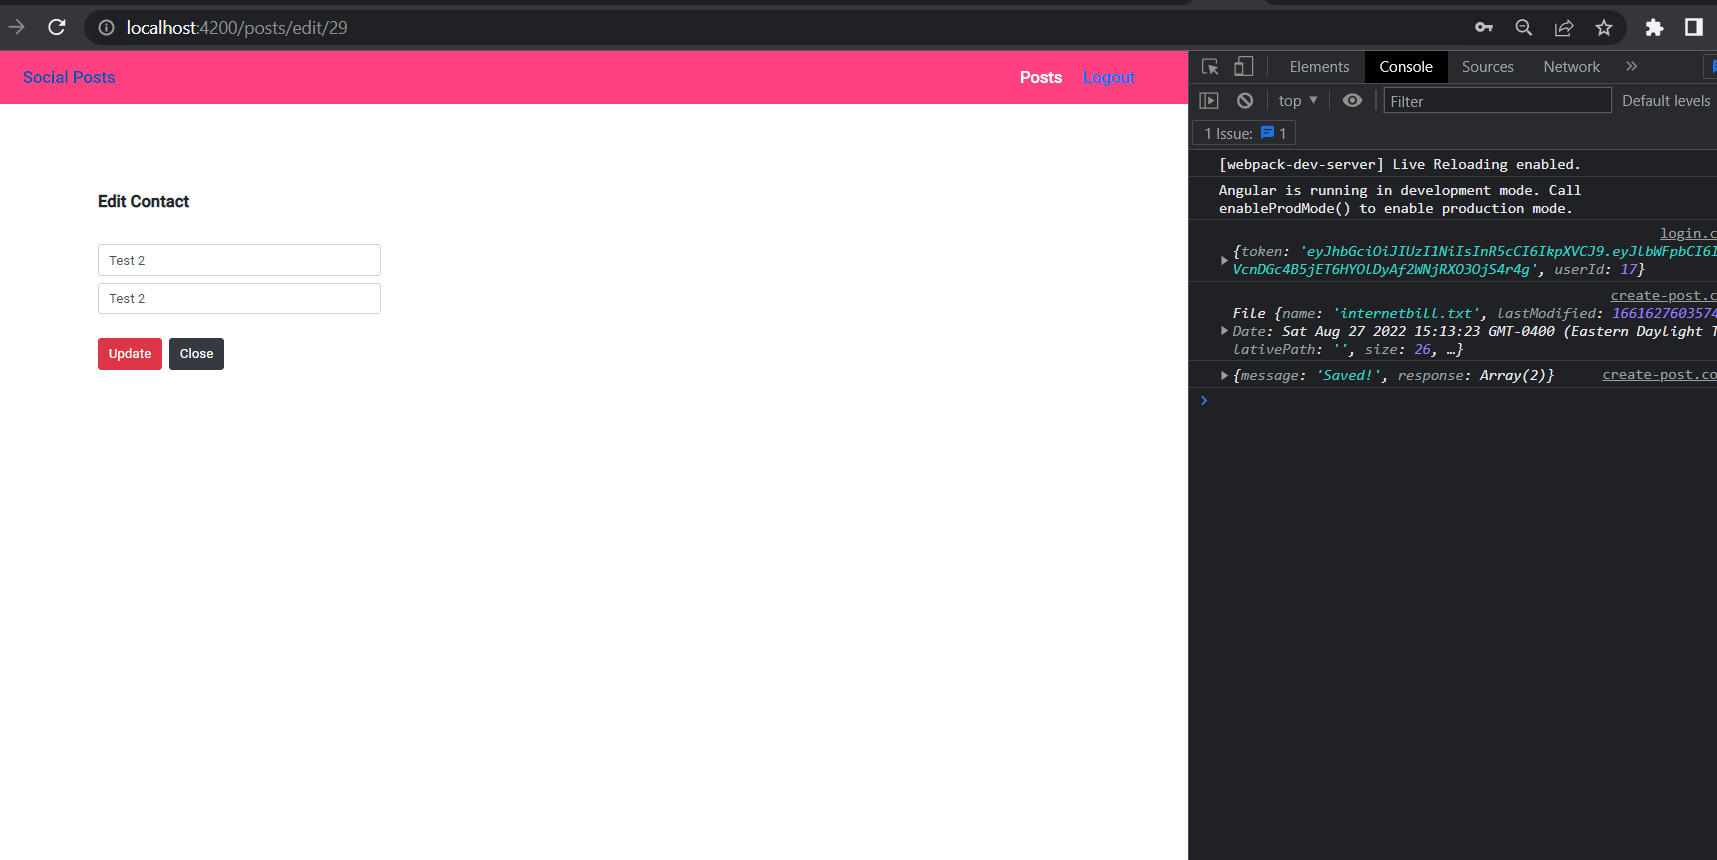 localhost:4200/posts/edit/29
Social Posts
Posts
Logout
Edit Contact
Test 2
Test 2
Update
Close
Elements
Console
Sources
Network
top
Filter
Default levels
1 Issue:
1
[webpack-dev-server] Live Reloading enabled.
Angular is running in development mode. Call
enableProdMode() to enable production mode.
login.c
{token: 'eyJhbGciOiJIUzI1NiIsInR5cCI6IkpXVCJ9.eyJlbWFpbCI6I
VcnDGc4B5jET6HYOlDyAf2WNjRXO3OjS4r4g', userId: 17}
create-post.c
File {name: 'internetbill.txt', lastModified: 1661627603574
Date: Sat Aug 27 2022 15:13:23 GMT-0400 (Eastern Daylight T
lativePath: '', size: 26, …}
{message: 'Saved!', response: Array(2)}
create-post.co